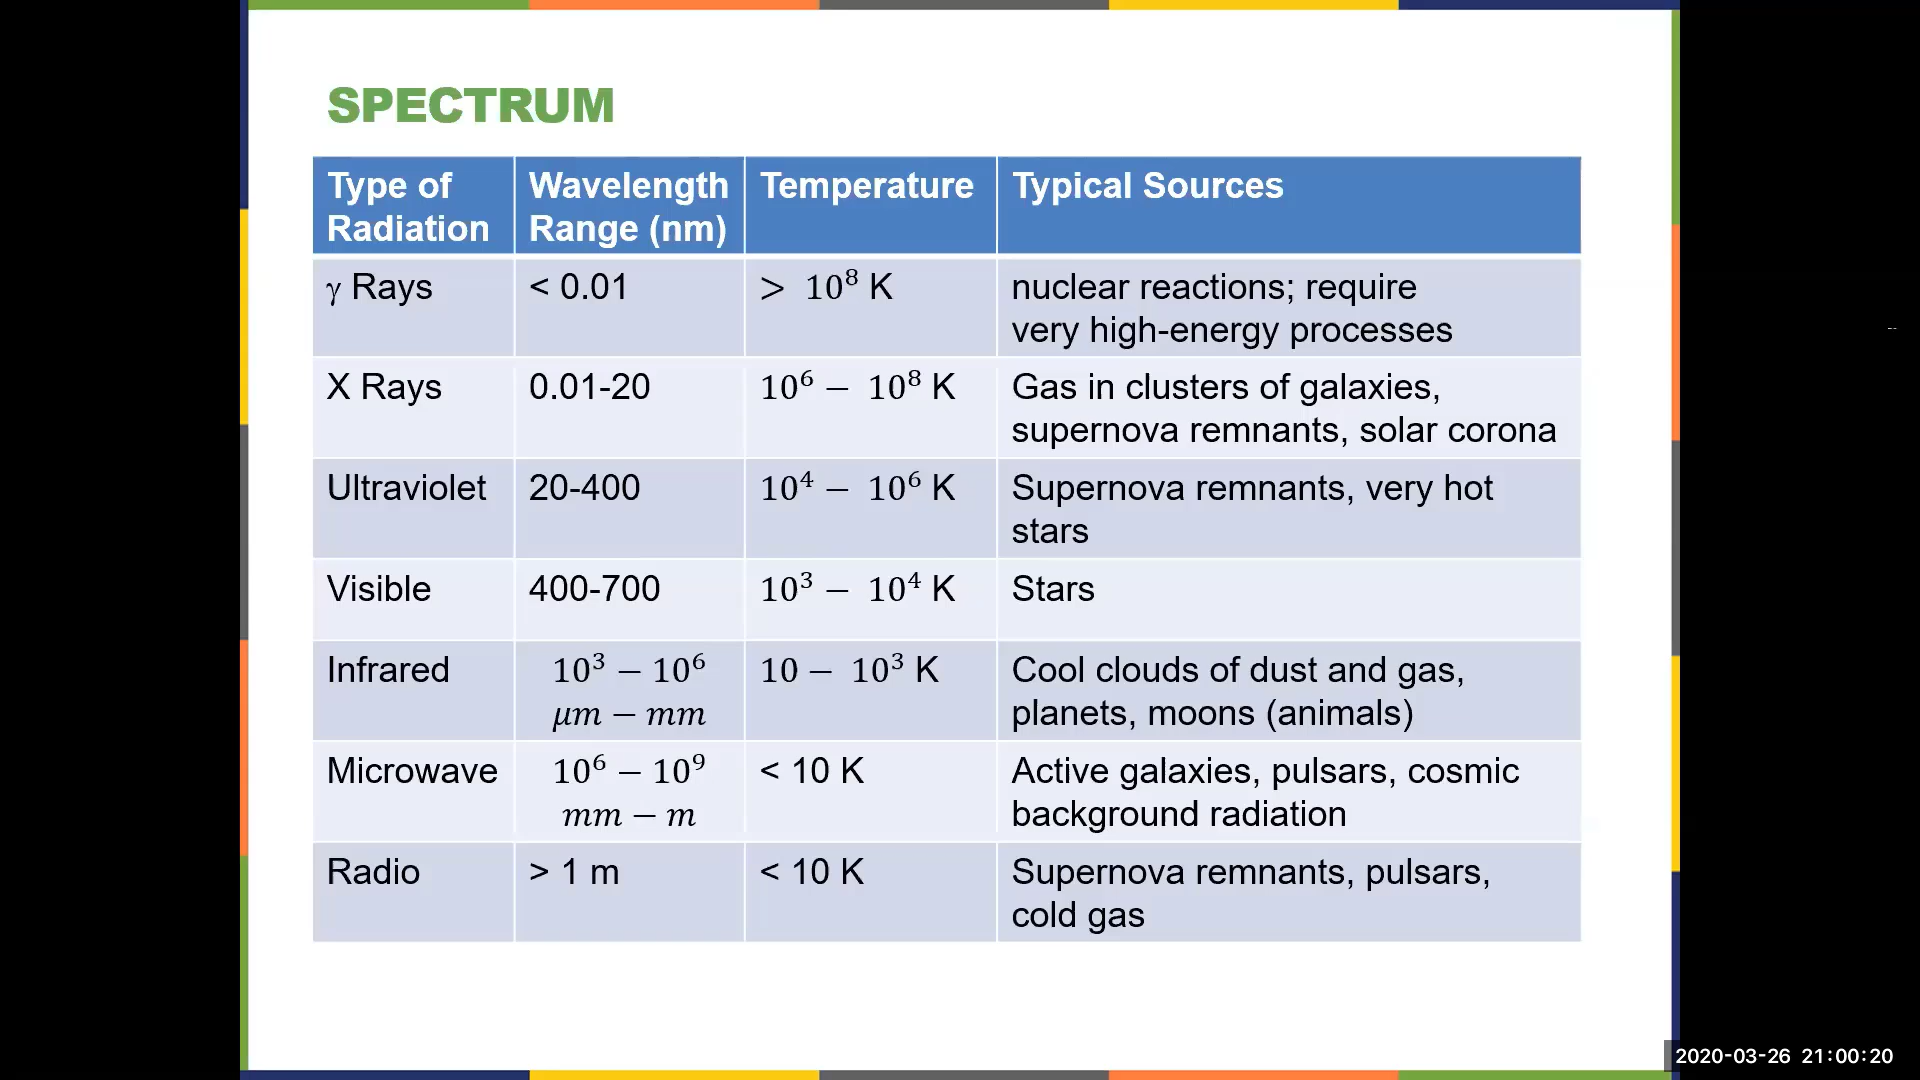 SPECTRUM
Type of Radiation Wavelength Range (nm) Temperature Typical Sources
γ Rays < 0.01 > 10⁸ K nuclear reactions; require
very high-energy processes
X Rays 0.01-20 10⁶ − 10⁸ K Gas in clusters of galaxies,
supernova remnants, solar corona
Ultraviolet 20-400 10⁴ − 10⁶ K Supernova remnants, very hot
stars
Visible 400-700 10³ − 10⁴ K Stars
Infrared 10³ − 10⁶ 10 − 10³ K Cool clouds of dust and gas,
μm − mm planets, moons (animals)
Microwave 10⁶ − 10⁹ < 10 K Active galaxies, pulsars, cosmic
mm − m background radiation
Radio > 1 m < 10 K Supernova remnants, pulsars,
cold gas
2020-03-26 21:00:20